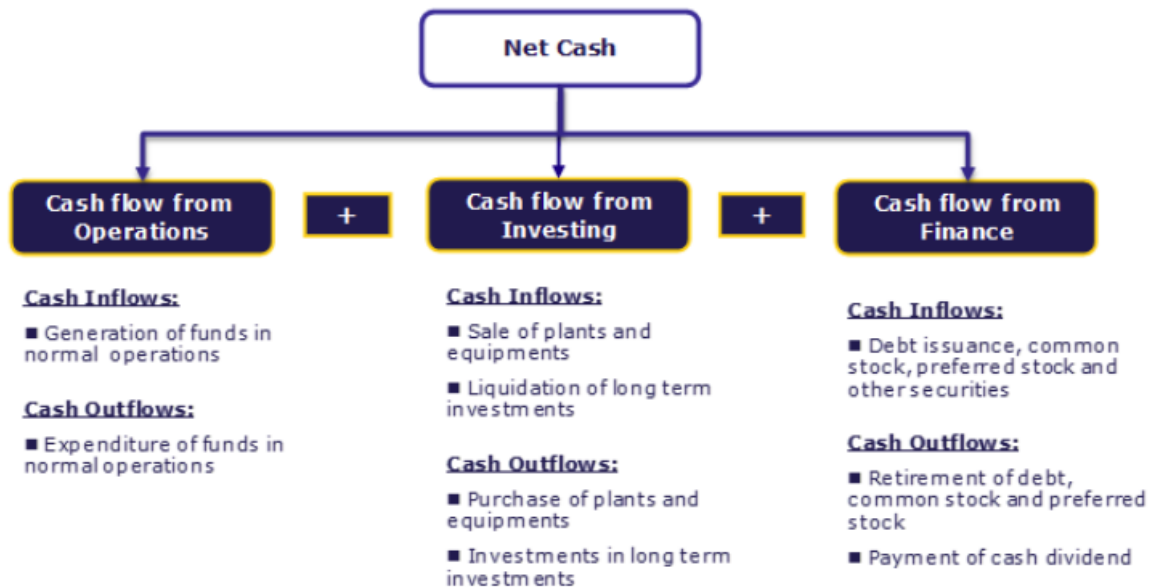 Net Cash
Cash flow from
Operations
+
Cash flow from
Investing
+
Cash flow from
Finance
Cash Inflows:
■ Generation of funds in
normal operations
Cash Outflows:
■ Expenditure of funds in
normal operations
Cash Inflows:
■ Sale of plants and
equipments
■ Liquidation of long term
investments
Cash Outflows:
■ Purchase of plants and
equipments
■ Investments in long term
investments
Cash Inflows:
■ Debt issuance, common
stock, preferred stock and
other securities
Cash Outflows:
■ Retirement of debt,
common stock and preferred
stock
■ Payment of cash dividend